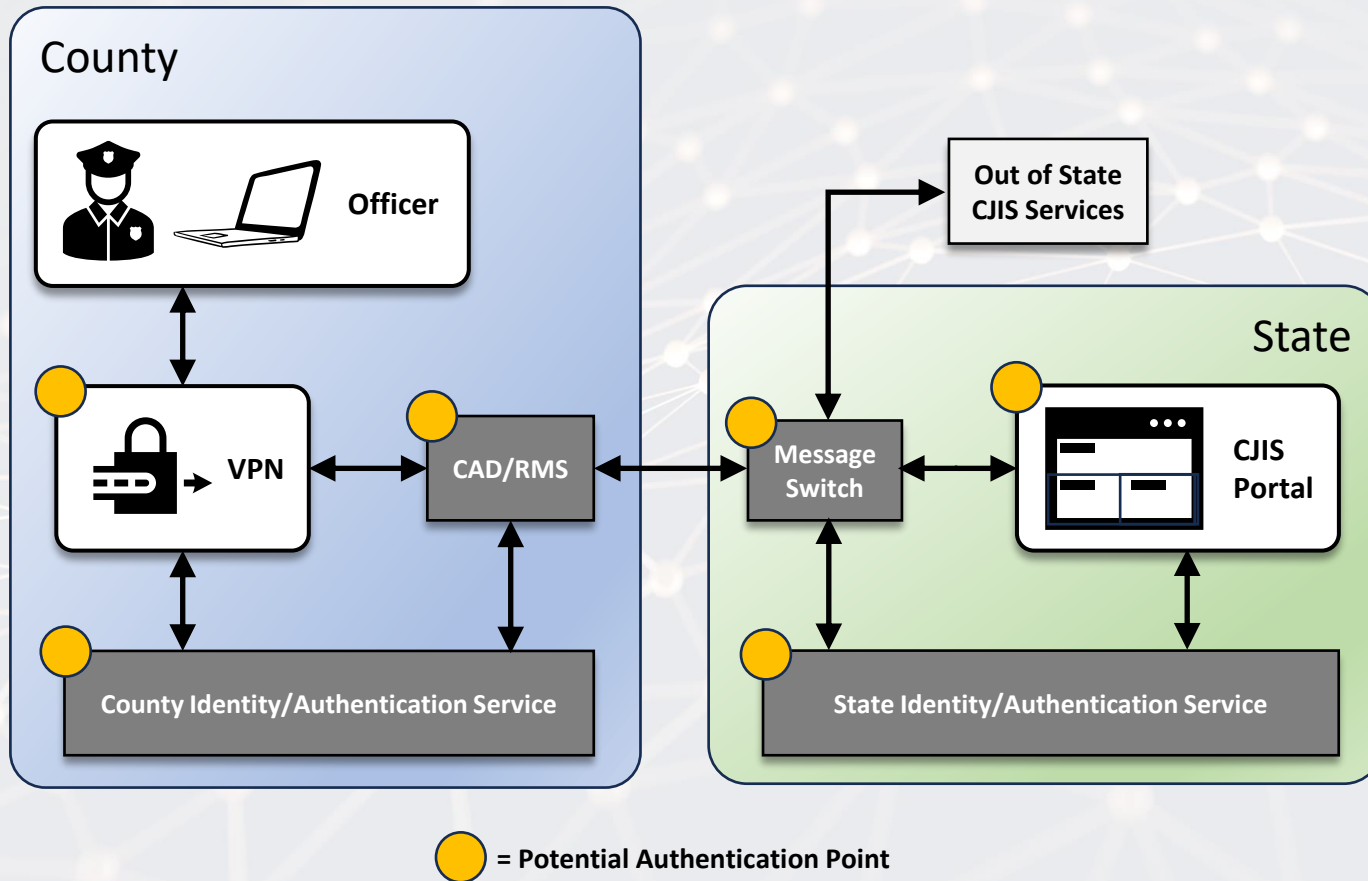 County
Officer
Out of State
CJIS Services
State
VPN
CAD/RMS
Message
Switch
CJIS
Portal
County Identity/Authentication Service
State Identity/Authentication Service
= Potential Authentication Point